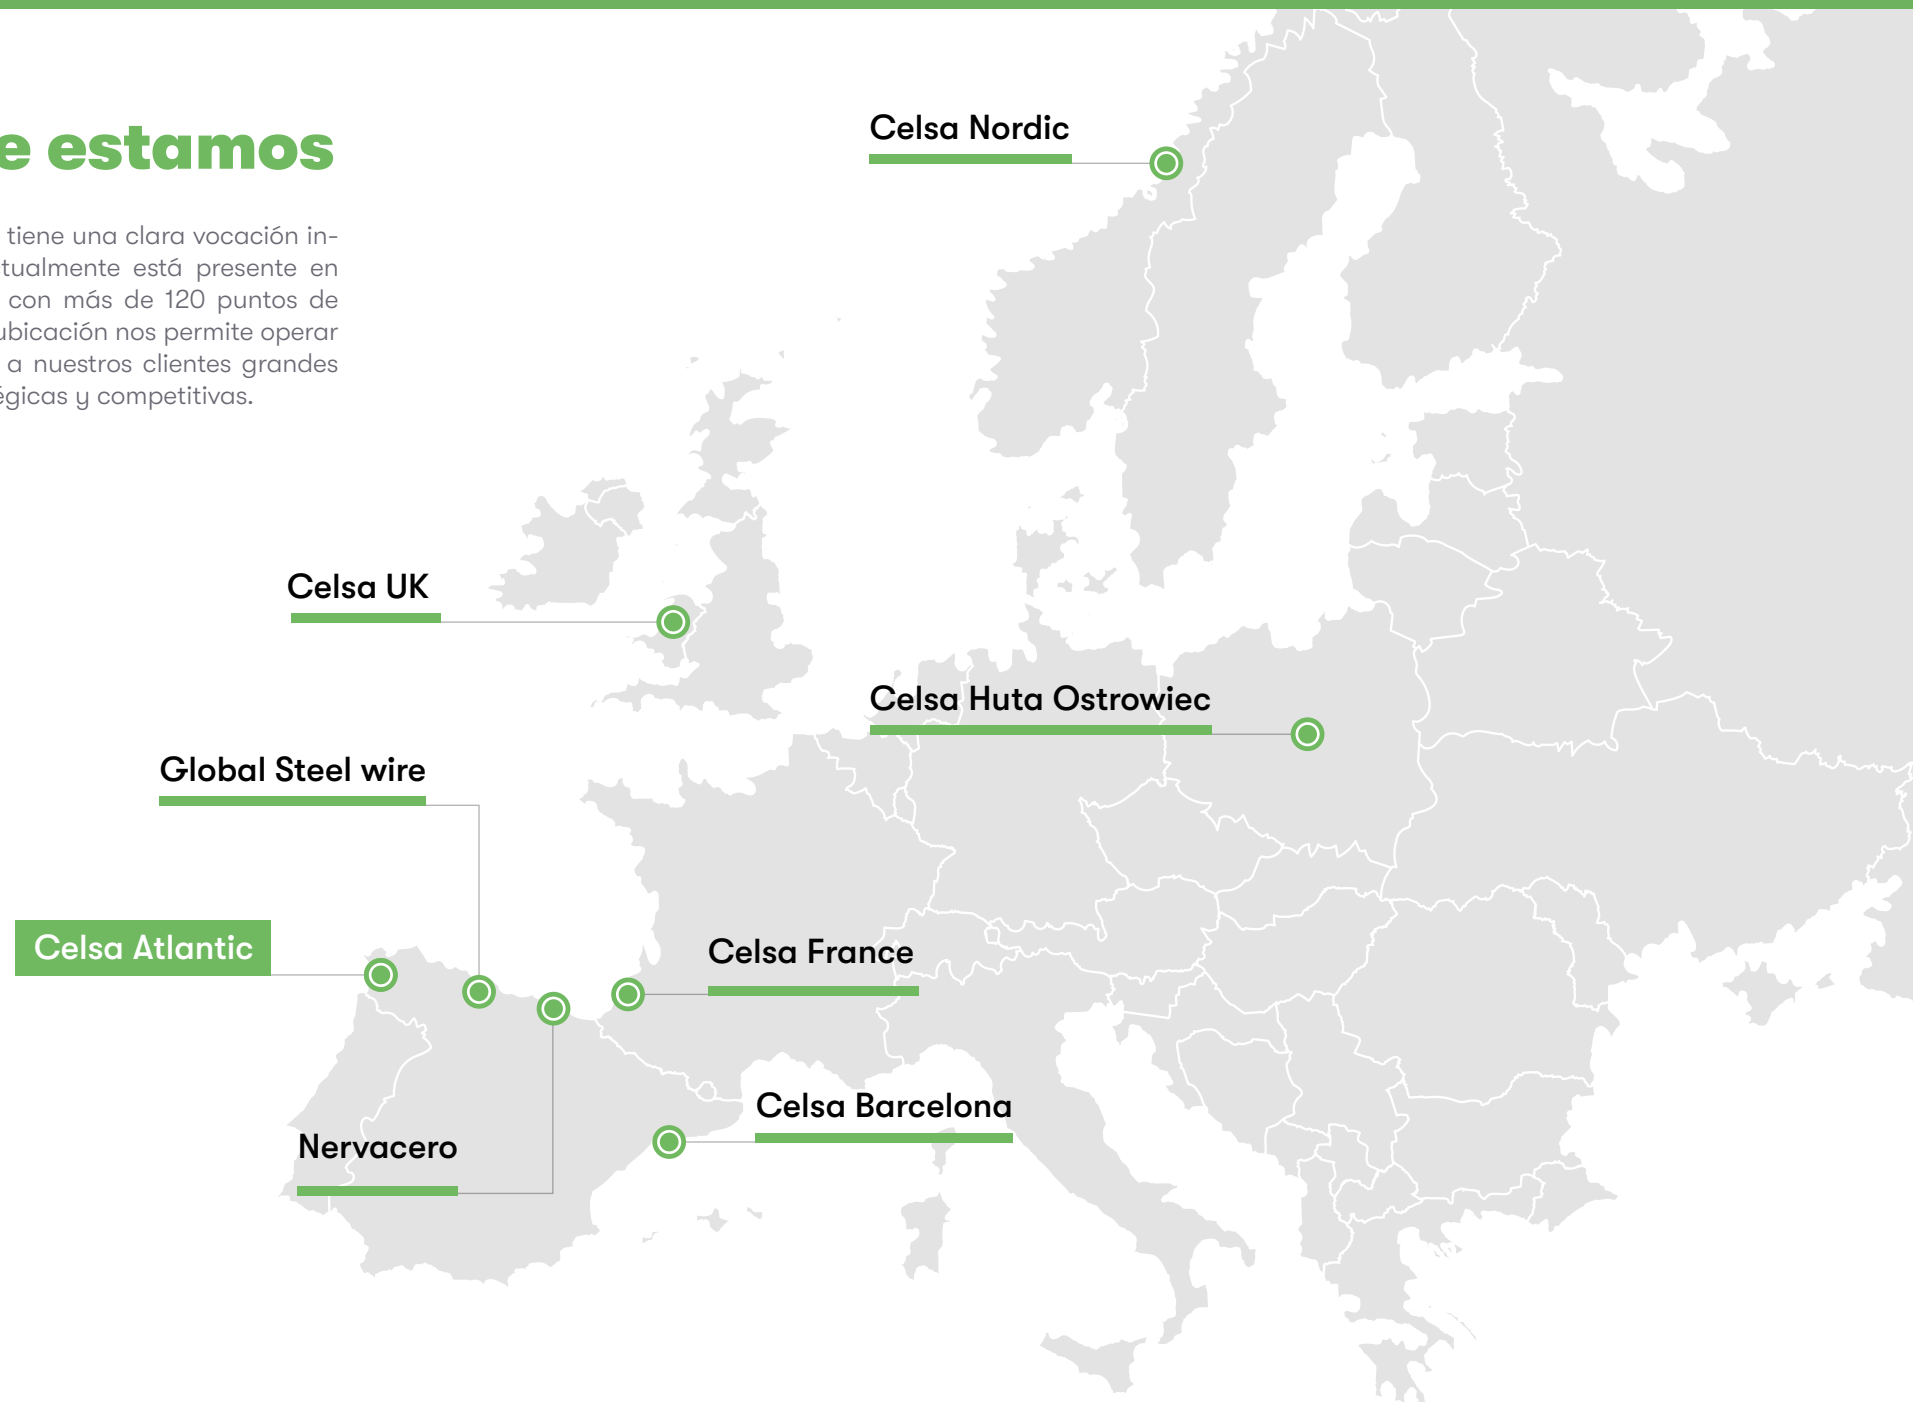 e estamos
tiene una clara vocación in-
tualmente está presente en
con más de 120 puntos de
ubicación nos permite operar
a nuestros clientes grandes
égicas y competitivas.
Celsa Nordic
Celsa UK
Celsa Huta Ostrowiec
Global Steel wire
Celsa Atlantic
Celsa France
Celsa Barcelona
Nervacero